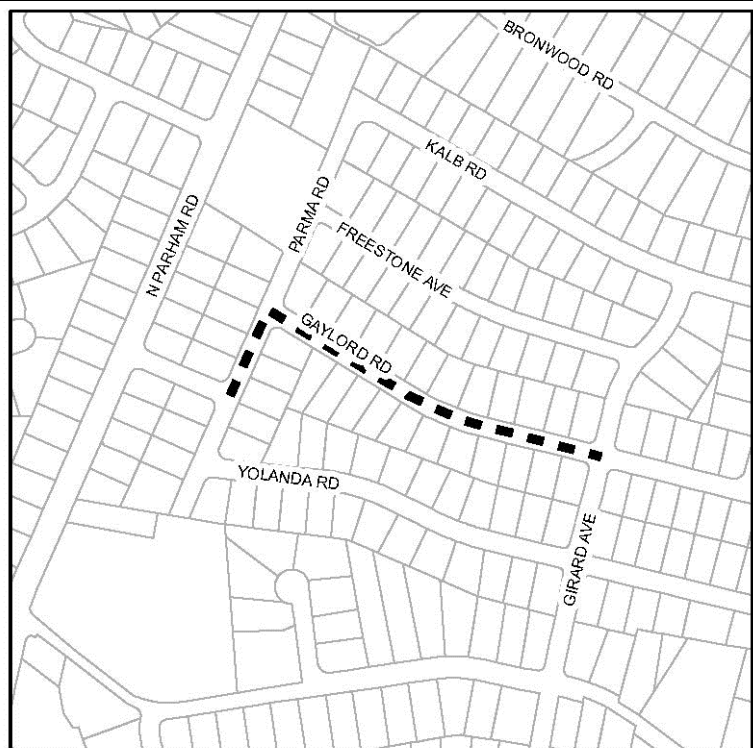 BRONWOOD RD
KALB RD
N PARHAM RD
PARMA RD
FREESTONE AVE
GAYLORD RD
YOLANDA RD
GIRARD AVE